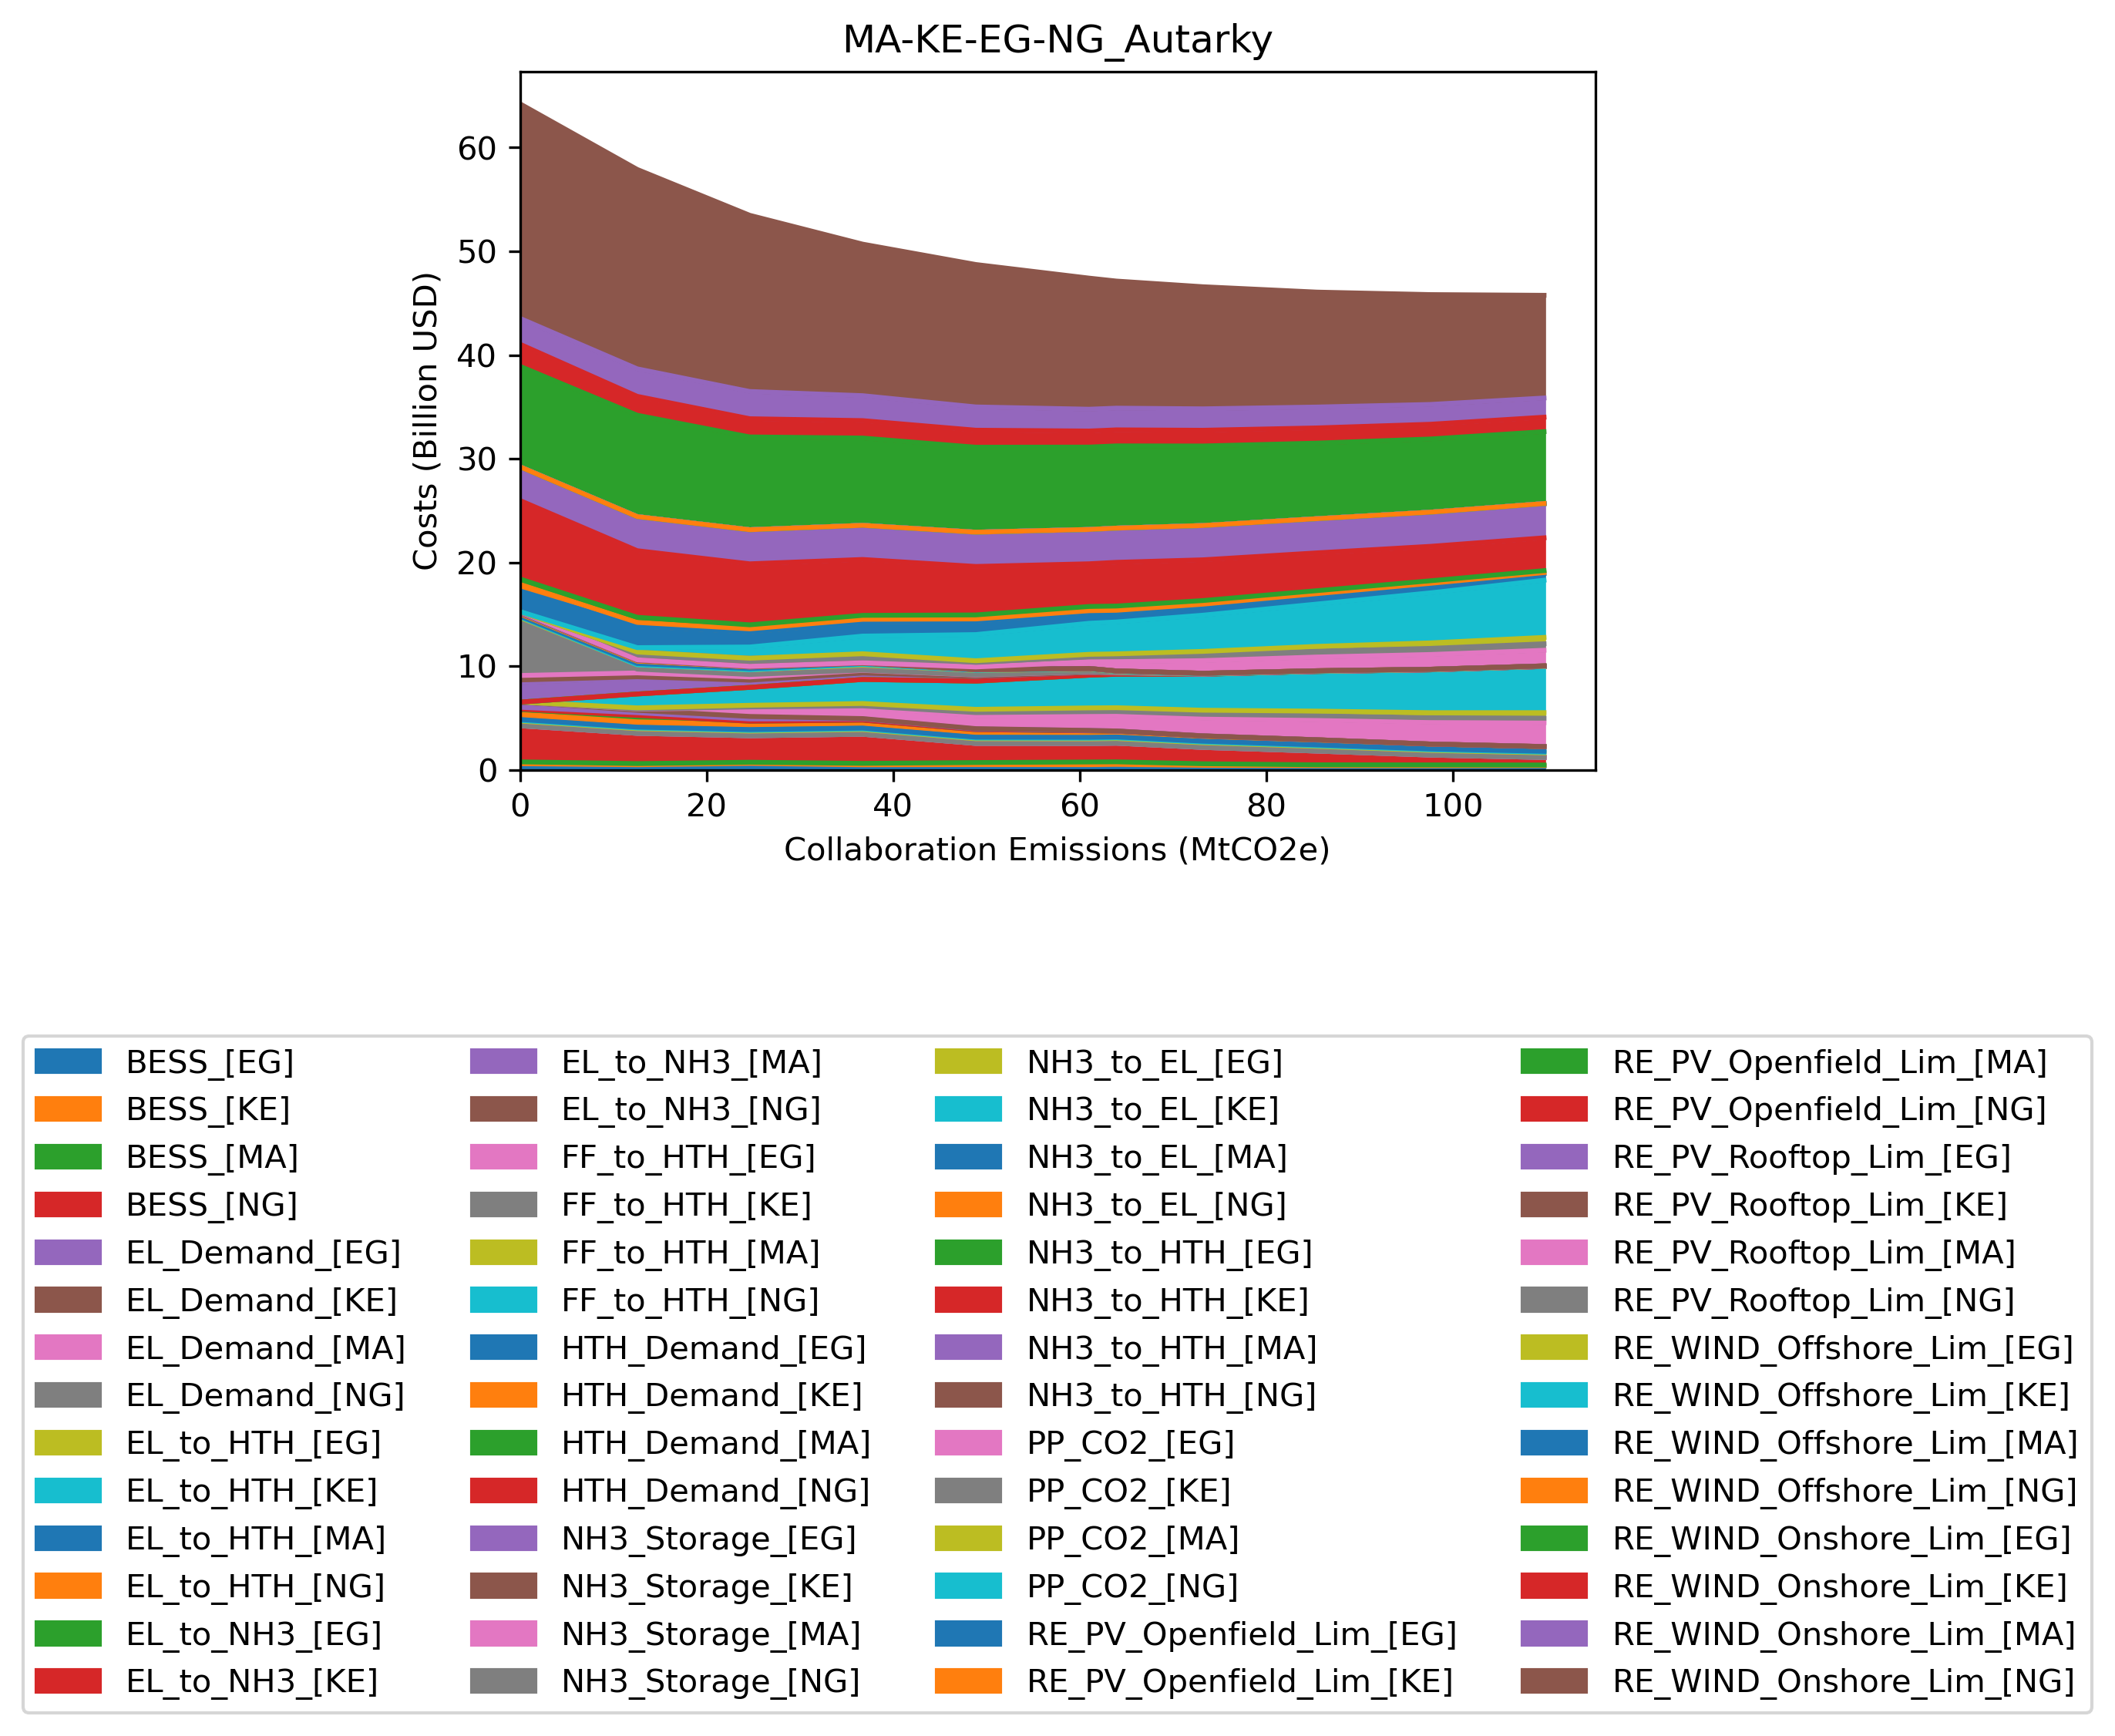 MA-KE-EG-NG_Autarky
60
50
40
30
20
10
0
Costs (Billion USD)
0 20 40 60 80 100
Collaboration Emissions (MtCO2e)
BESS_[EG]
BESS_[KE]
BESS_[MA]
BESS_[NG]
EL_Demand_[EG]
EL_Demand_[KE]
EL_Demand_[MA]
EL_Demand_[NG]
EL_to_HTH_[EG]
EL_to_HTH_[KE]
EL_to_HTH_[MA]
EL_to_HTH_[NG]
EL_to_NH3_[EG]
EL_to_NH3_[KE]
EL_to_NH3_[MA]
EL_to_NH3_[NG]
FF_to_HTH_[EG]
FF_to_HTH_[KE]
FF_to_HTH_[MA]
FF_to_HTH_[NG]
HTH_Demand_[EG]
HTH_Demand_[KE]
HTH_Demand_[MA]
HTH_Demand_[NG]
NH3_Storage_[EG]
NH3_Storage_[KE]
NH3_Storage_[MA]
NH3_Storage_[NG]
NH3_to_EL_[EG]
NH3_to_EL_[KE]
NH3_to_EL_[MA]
NH3_to_EL_[NG]
NH3_to_HTH_[EG]
NH3_to_HTH_[KE]
NH3_to_HTH_[MA]
NH3_to_HTH_[NG]
PP_CO2_[EG]
PP_CO2_[KE]
PP_CO2_[MA]
PP_CO2_[NG]
RE_PV_Openfield_Lim_[EG]
RE_PV_Openfield_Lim_[KE]
RE_PV_Openfield_Lim_[MA]
RE_PV_Openfield_Lim_[NG]
RE_PV_Rooftop_Lim_[EG]
RE_PV_Rooftop_Lim_[KE]
RE_PV_Rooftop_Lim_[MA]
RE_PV_Rooftop_Lim_[NG]
RE_WIND_Offshore_Lim_[EG]
RE_WIND_Offshore_Lim_[KE]
RE_WIND_Offshore_Lim_[MA]
RE_WIND_Offshore_Lim_[NG]
RE_WIND_Onshore_Lim_[EG]
RE_WIND_Onshore_Lim_[KE]
RE_WIND_Onshore_Lim_[MA]
RE_WIND_Onshore_Lim_[NG]